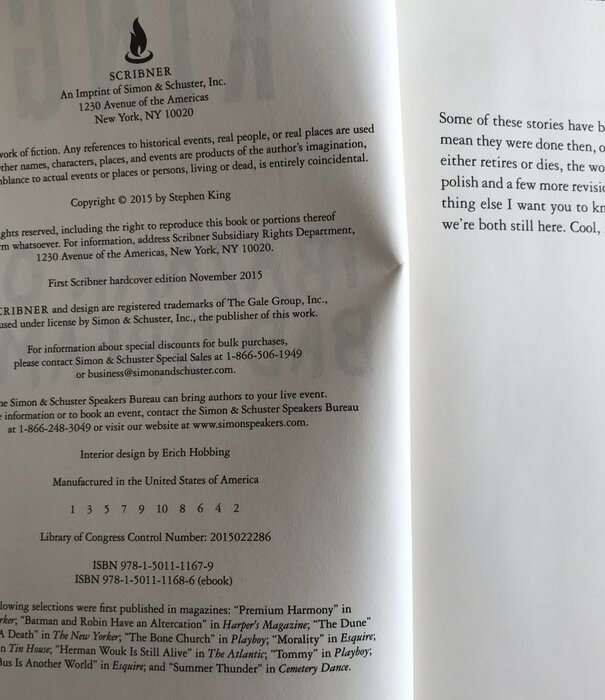 SCRIBNER
An Imprint of Simon & Schuster, Inc.
1230 Avenue of the Americas
New York, NY 10020
work of fiction. Any references to historical events, real people, or real places are used
ther names, characters, places, and events are products of the author's imagination,
mblance to actual events or places or persons, living or dead, is entirely coincidental.
Copyright © 2015 by Stephen King
ghts reserved, including the right to reproduce this book or portions thereof
rm whatsoever. For information, address Scribner Subsidiary Rights Department,
1230 Avenue of the Americas, New York, NY 10020.
First Scribner hardcover edition November 2015
CRIBNER and design are registered trademarks of The Gale Group, Inc.,
used under license by Simon & Schuster, Inc., the publisher of this work.
For information about special discounts for bulk purchases,
please contact Simon & Schuster Special Sales at 1-866-506-1949
or business@simonandschuster.com.
he Simon & Schuster Speakers Bureau can bring authors to your live event.
e information or to book an event, contact the Simon & Schuster Speakers Bureau
at 1-866-248-3049 or visit our website at www.simonspeakers.com.
Interior design by Erich Hobbing
Manufactured in the United States of America
1 3 5 7 9 10 8 6 4 2
Library of Congress Control Number: 2015022286
ISBN 978-1-5011-1167-9
ISBN 978-1-5011-1168-6 (ebook)
lowing selections were first published in magazines: "Premium Harmony" in
rker; "Batman and Robin Have an Altercation" in Harper's Magazine; "The Dune"
A Death" in The New Yorker; "The Bone Church" in Playboy; "Morality" in Esquire;
n Tin House; "Herman Wouk Is Still Alive" in The Atlantic; "Tommy" in Playboy;
Bus Is Another World" in Esquire; and "Summer Thunder" in Cemetery Dance.
Some of these stories have b
mean they were done then, o
either retires or dies, the wo
polish and a few more revisio
thing else I want you to kn
we're both still here. Cool,